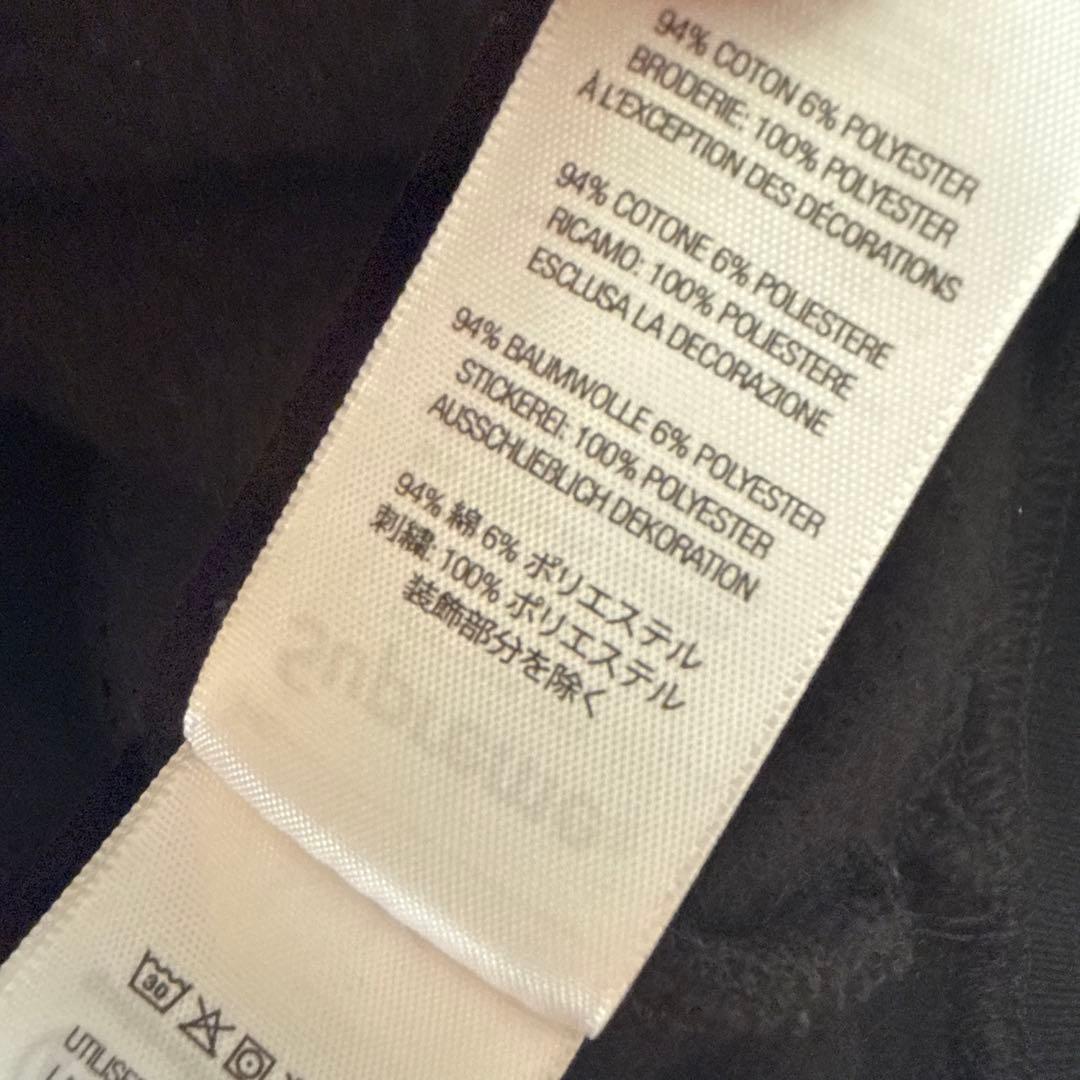 94% COTON 6% POLYESTER
BRODERIE: 100% POLYESTER
À L'EXCEPTION DES DÉCORATIONS
94% COTONE 6% POLIESTERE
RICAMO: 100% POLIESTERE
ESCLUSA LA DECORAZIONE
94% BAUMWOLLE 6% POLYESTER
STICKEREI: 100% POLYESTER
AUSSCHLIEBLICH DEKORATION
94% 綿 6% ポリエステル
刺繍: 100% ポリエステル
装飾部分を除く
30